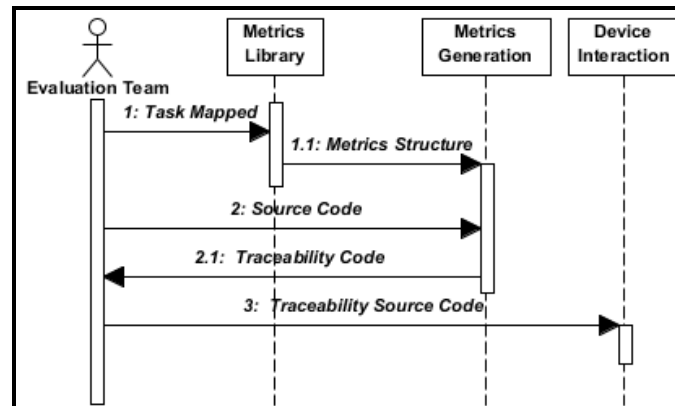 Metrics
Library
Metrics
Generation
Device
Interaction
Evaluation Team
1: Task Mapped
1.1: Metrics Structure
2: Source Code
2.1: Traceability Code
3: Traceability Source Code